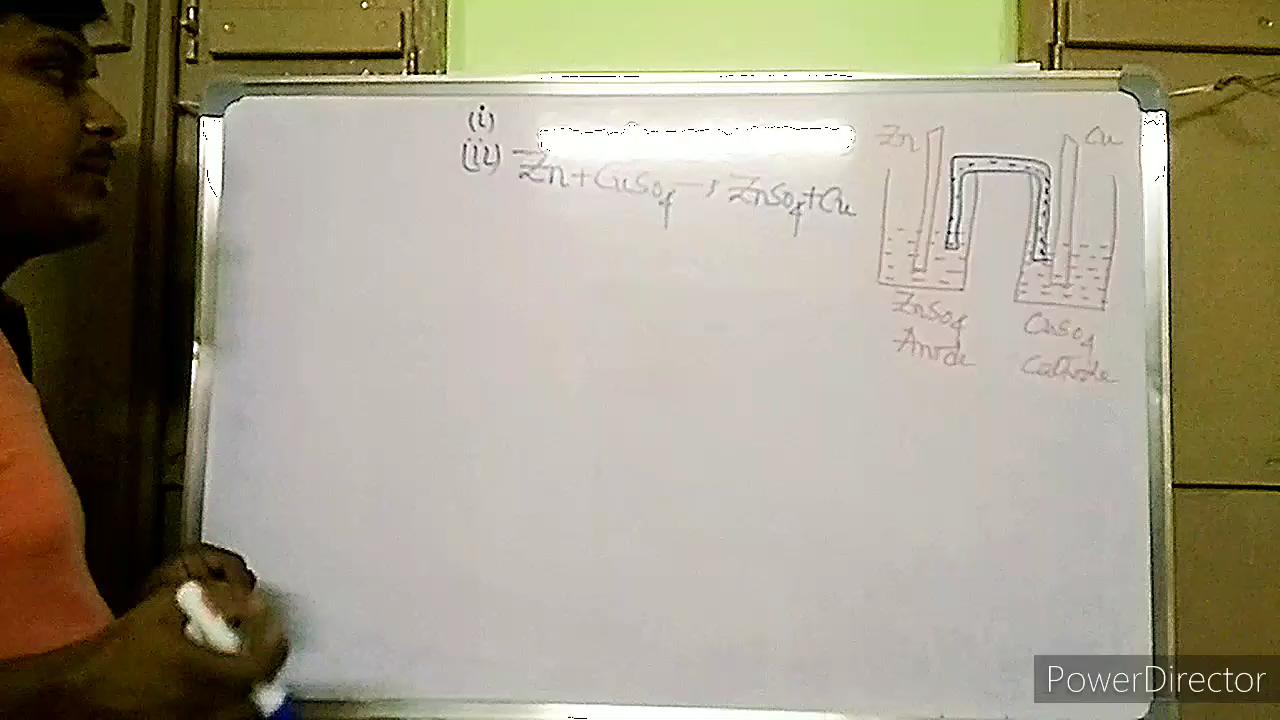 (i)
(ii) Zn + CuSO4 → ZnSO4 + Cu
Zn
Cu
ZnSO4
Anode
CuSO4
Cathode
PowerDirector